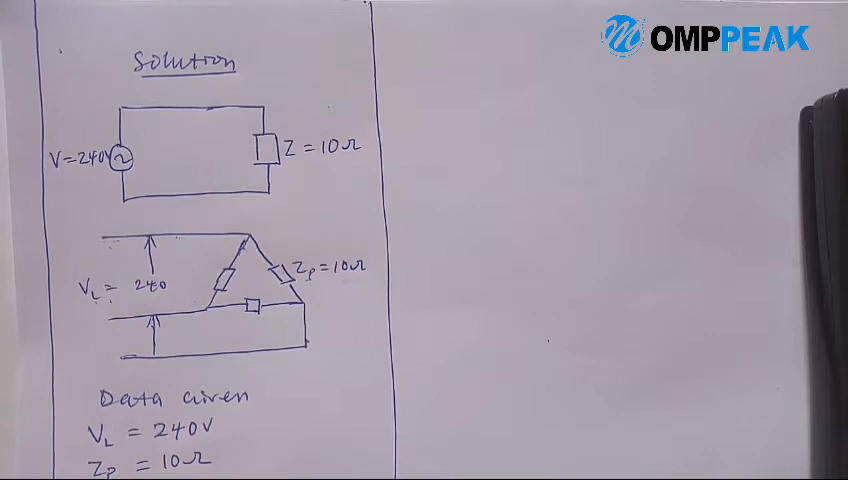 OMPPEAK
Solution
V=240V
Z = 10Ω
Zp = 10Ω
VL = 240
Data Given
VL = 240V
Zp = 10Ω